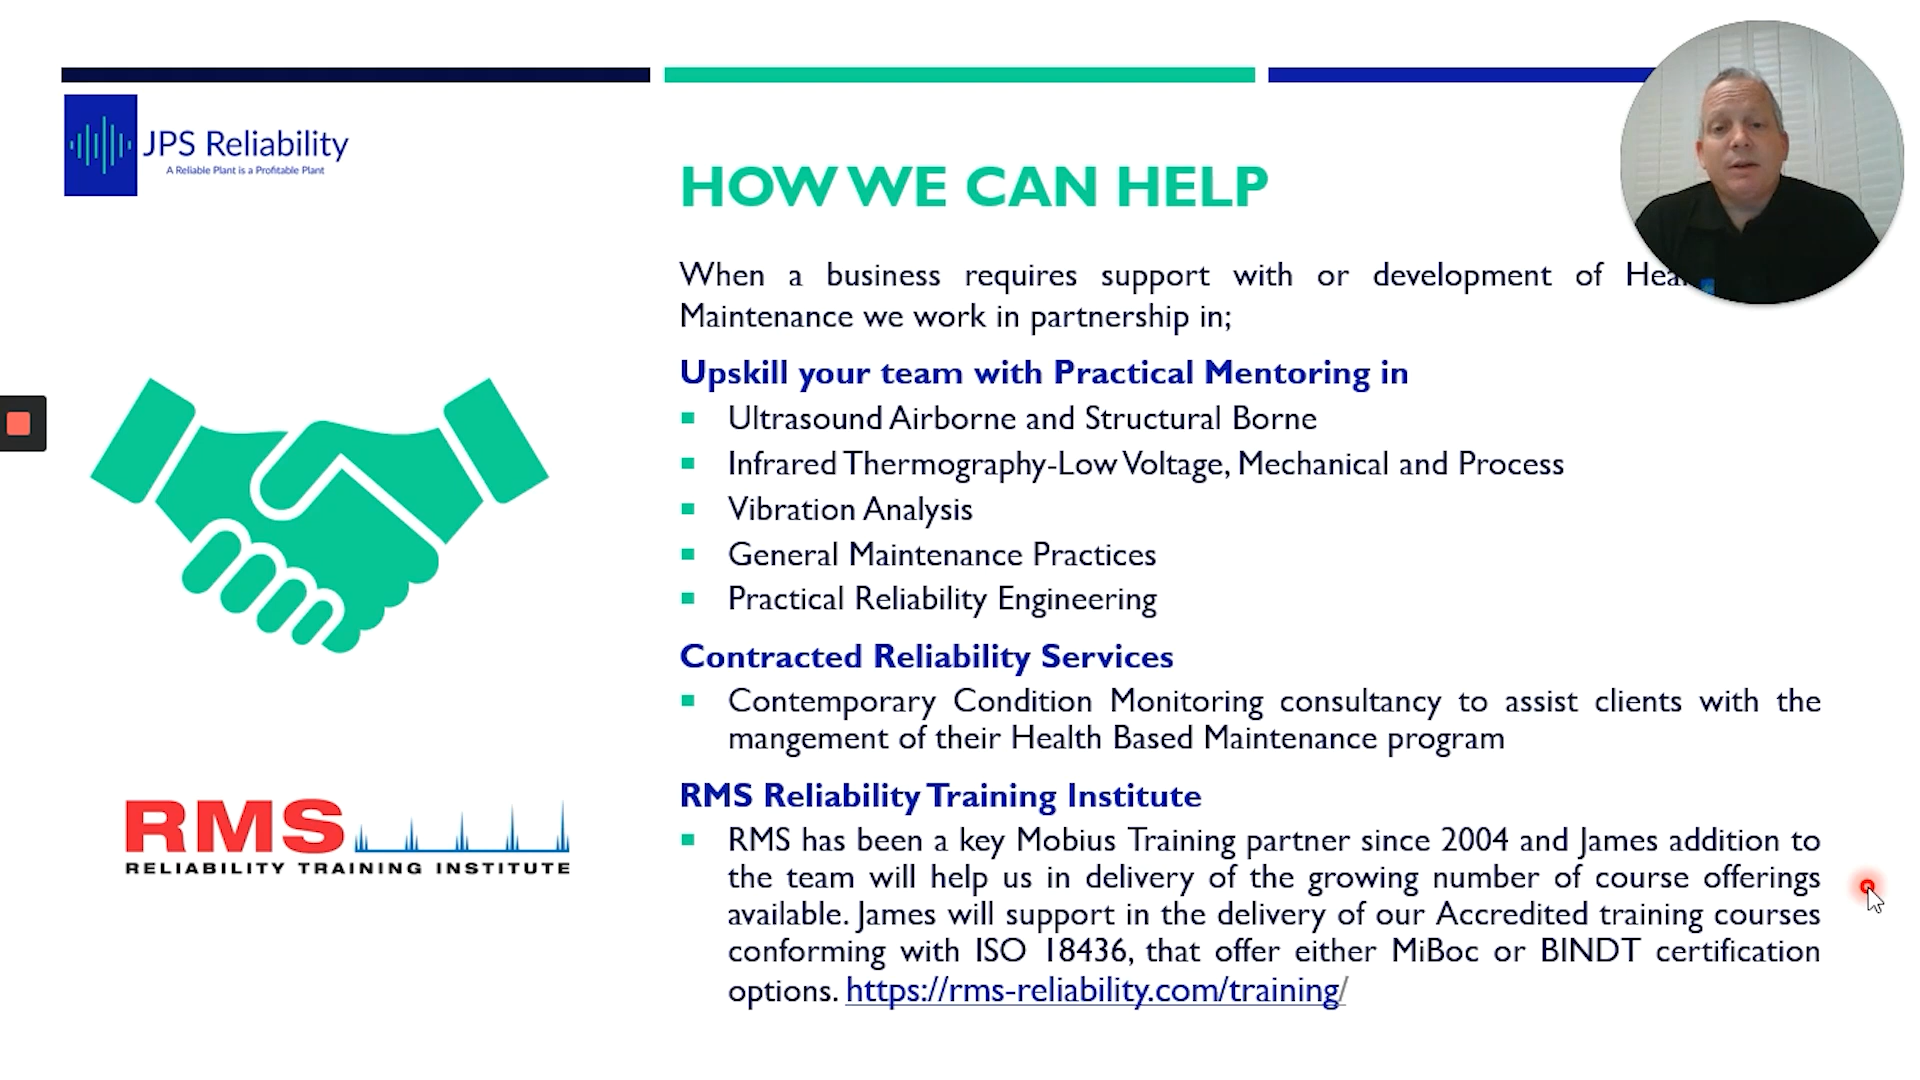 JPS Reliability
A Reliable Plant is a Profitable Plant
HOW WE CAN HELP
When a business requires support with or development of
Maintenance we work in partnership in;
Upskill your team with Practical Mentoring in
Ultrasound Airborne and Structural Borne
Infrared Thermography-Low Voltage, Mechanical and Process
Vibration Analysis
General Maintenance Practices
Practical Reliability Engineering
Contracted Reliability Services
Contemporary Condition Monitoring consultancy to assist clients with the
mangement of their Health Based Maintenance program
RMS Reliability Training Institute
RMS has been a key Mobius Training partner since 2004 and James addition to
the team will help us in delivery of the growing number of course offerings
available. James will support in the delivery of our Accredited training courses
conforming with ISO 18436, that offer either MiBoc or BINDT certification
options. https://rms-reliability.com/training/
RMS
RELIABILITY TRAINING INSTITUTE